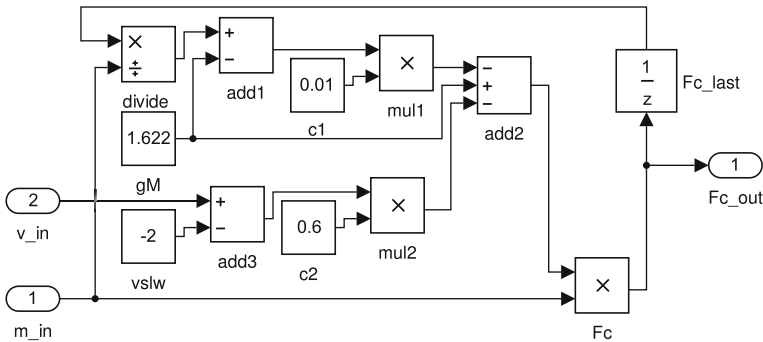 ×
÷
divide
+
−
add1
0.01
c1
×
mul1
−
+
−
add2
1
z
Fc_last
1.622
gM
1
Fc_out
2
v_in
-2
vslw
+
−
add3
0.6
c2
×
mul2
1
m_in
×
Fc